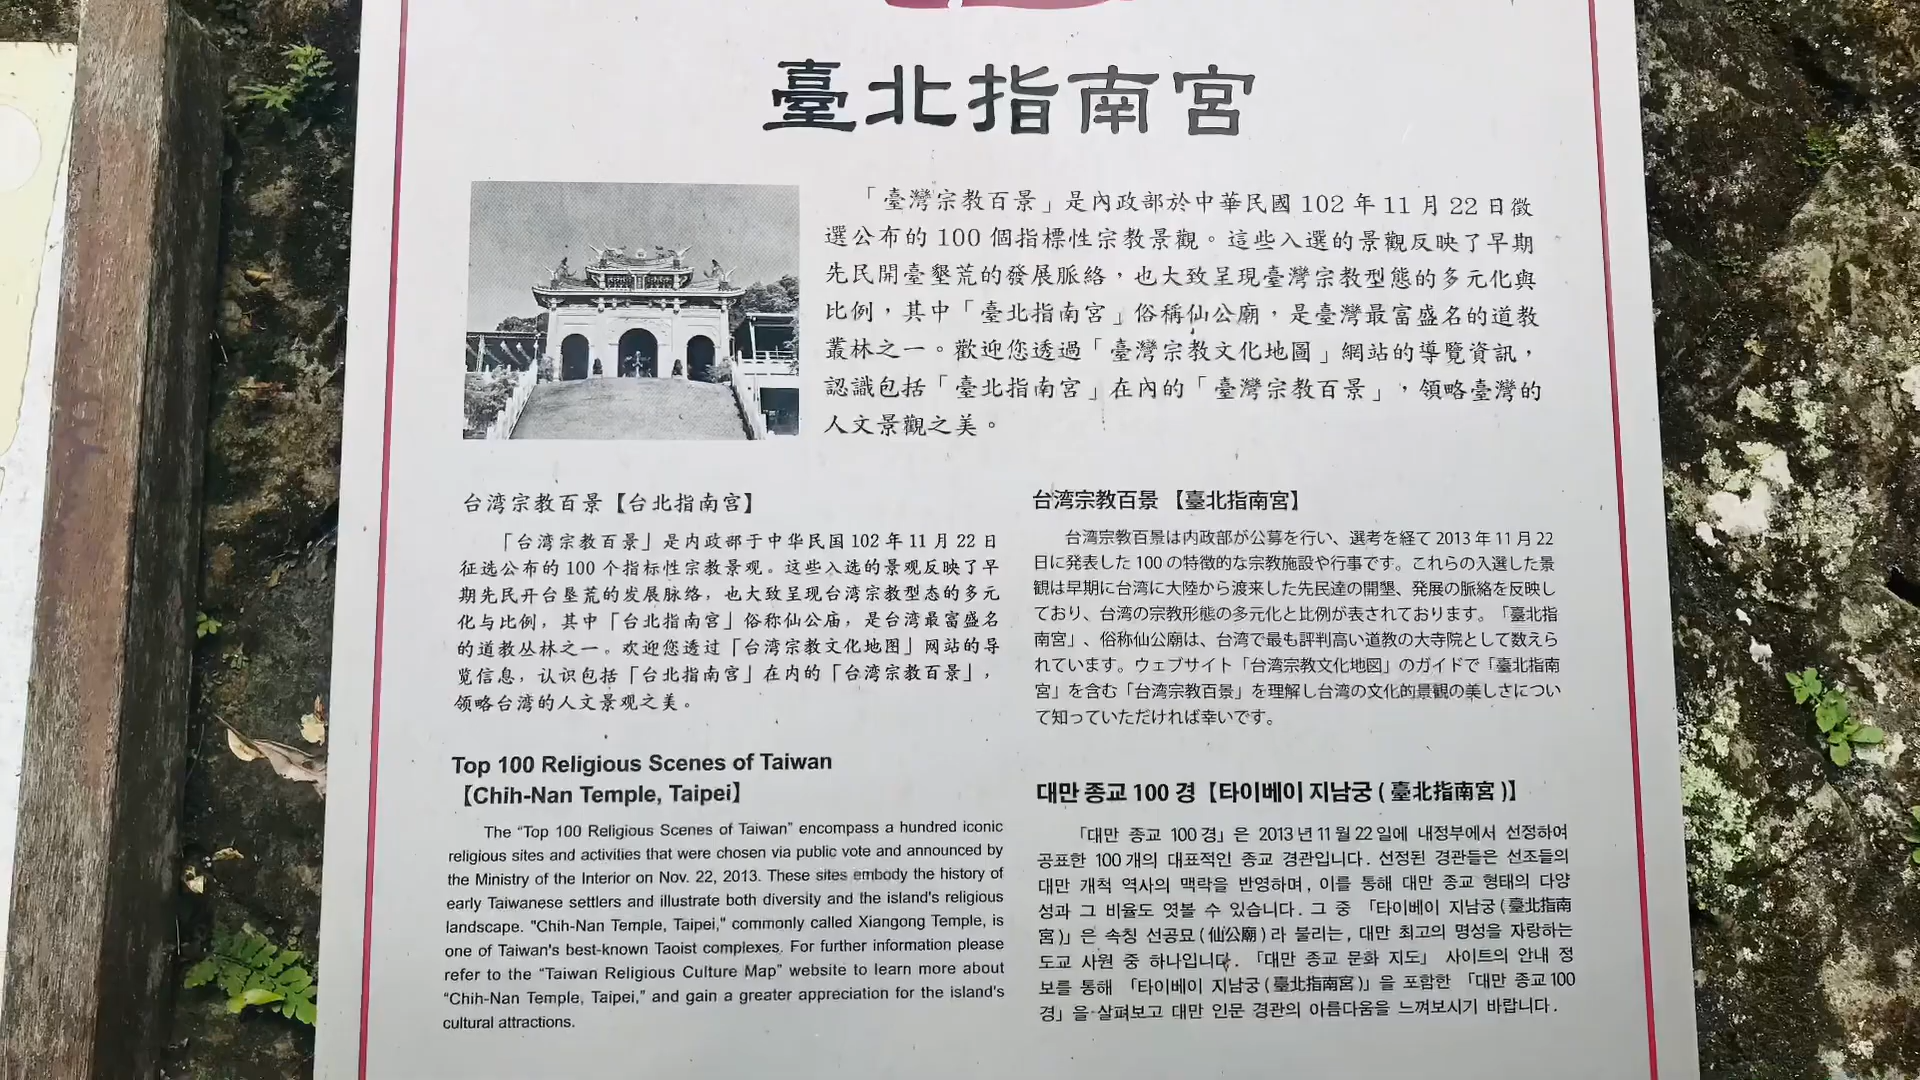 臺北指南宮
「臺灣宗教百景」是內政部於中華民國 102 年 11 月 22 日徵
選公布的 100 個指標性宗教景觀。這些入選的景觀反映了早期
先民開臺墾荒的發展脈絡，也大致呈現臺灣宗教型態的多元化與
比例，其中「臺北指南宮」俗稱仙公廟，是臺灣最富盛名的道教
叢林之一。歡迎您透過「臺灣宗教文化地圖」網站的導覽資訊，
認識包括「臺北指南宮」在內的「臺灣宗教百景」，領略臺灣的
人文景觀之美。
台湾宗教百景【台北指南宫】
「台湾宗教百景」是内政部于中华民国 102 年 11 月 22 日
征选公布的 100 个指标性宗教景观。这些入选的景观反映了早
期先民开台垦荒的发展脉络，也大致呈现台湾宗教型态的多元
化与比例，其中「台北指南宫」俗称仙公庙，是台湾最富盛名
的道教丛林之一。欢迎您透过「台湾宗教文化地图」网站的导
览信息，认识包括「台北指南宫」在内的「台湾宗教百景」，
领略台湾的人文景观之美。
台湾宗教百景【臺北指南宮】
台湾宗教百景は内政部が公募を行い、選考を経て 2013 年 11 月 22
日に発表した 100 の特徴的な宗教施設や行事です。これらの入選した景
観は早期に台湾に大陸から渡来した先民達の開墾、発展の脈絡を反映し
ており、台湾の宗教形態の多元化と比例が表されております。「臺北指
南宮」、俗称仙公廟は、台湾で最も評判高い道教の大寺院として数えら
れています。ウェブサイト「台湾宗教文化地図」のガイドで「臺北指南
宮」を含む「台湾宗教百景」を理解し台湾の文化的景観の美しさについ
て知っていただければ幸いです。
Top 100 Religious Scenes of Taiwan
【Chih-Nan Temple, Taipei】
The “Top 100 Religious Scenes of Taiwan” encompass a hundred iconic
religious sites and activities that were chosen via public vote and announced by
the Ministry of the Interior on Nov. 22, 2013. These sites embody the history of
early Taiwanese settlers and illustrate both diversity and the island's religious
landscape. "Chih-Nan Temple, Taipei," commonly called Xiangong Temple, is
one of Taiwan's best-known Taoist complexes. For further information please
refer to the “Taiwan Religious Culture Map” website to learn more about
“Chih-Nan Temple, Taipei,” and gain a greater appreciation for the island's
cultural attractions.
대만 종교 100 경【타이베이 지남궁 ( 臺北指南宮 )】
「대만 종교 100 경」은 2013 년 11 월 22 일에 내정부에서 선정하여
공표한 100 개의 대표적인 종교 경관입니다. 선정된 경관들은 선조들의
대만 개척 역사의 맥락을 반영하며, 이를 통해 대만 종교 형태의 다양
성과 그 비율도 엿볼 수 있습니다. 그 중 「타이베이 지남궁 (臺北指南
宮)」은 속칭 선공묘 (仙公廟) 라 불리는, 대만 최고의 명성을 자랑하는
도교 사원 중 하나입니다. 「대만 종교 문화 지도」 사이트의 안내 정
보를 통해 「타이베이 지남궁 (臺北指南宮)」을 포함한 「대만 종교 100
경」을 살펴보고 대만 인문 경관의 아름다움을 느껴보시기 바랍니다.